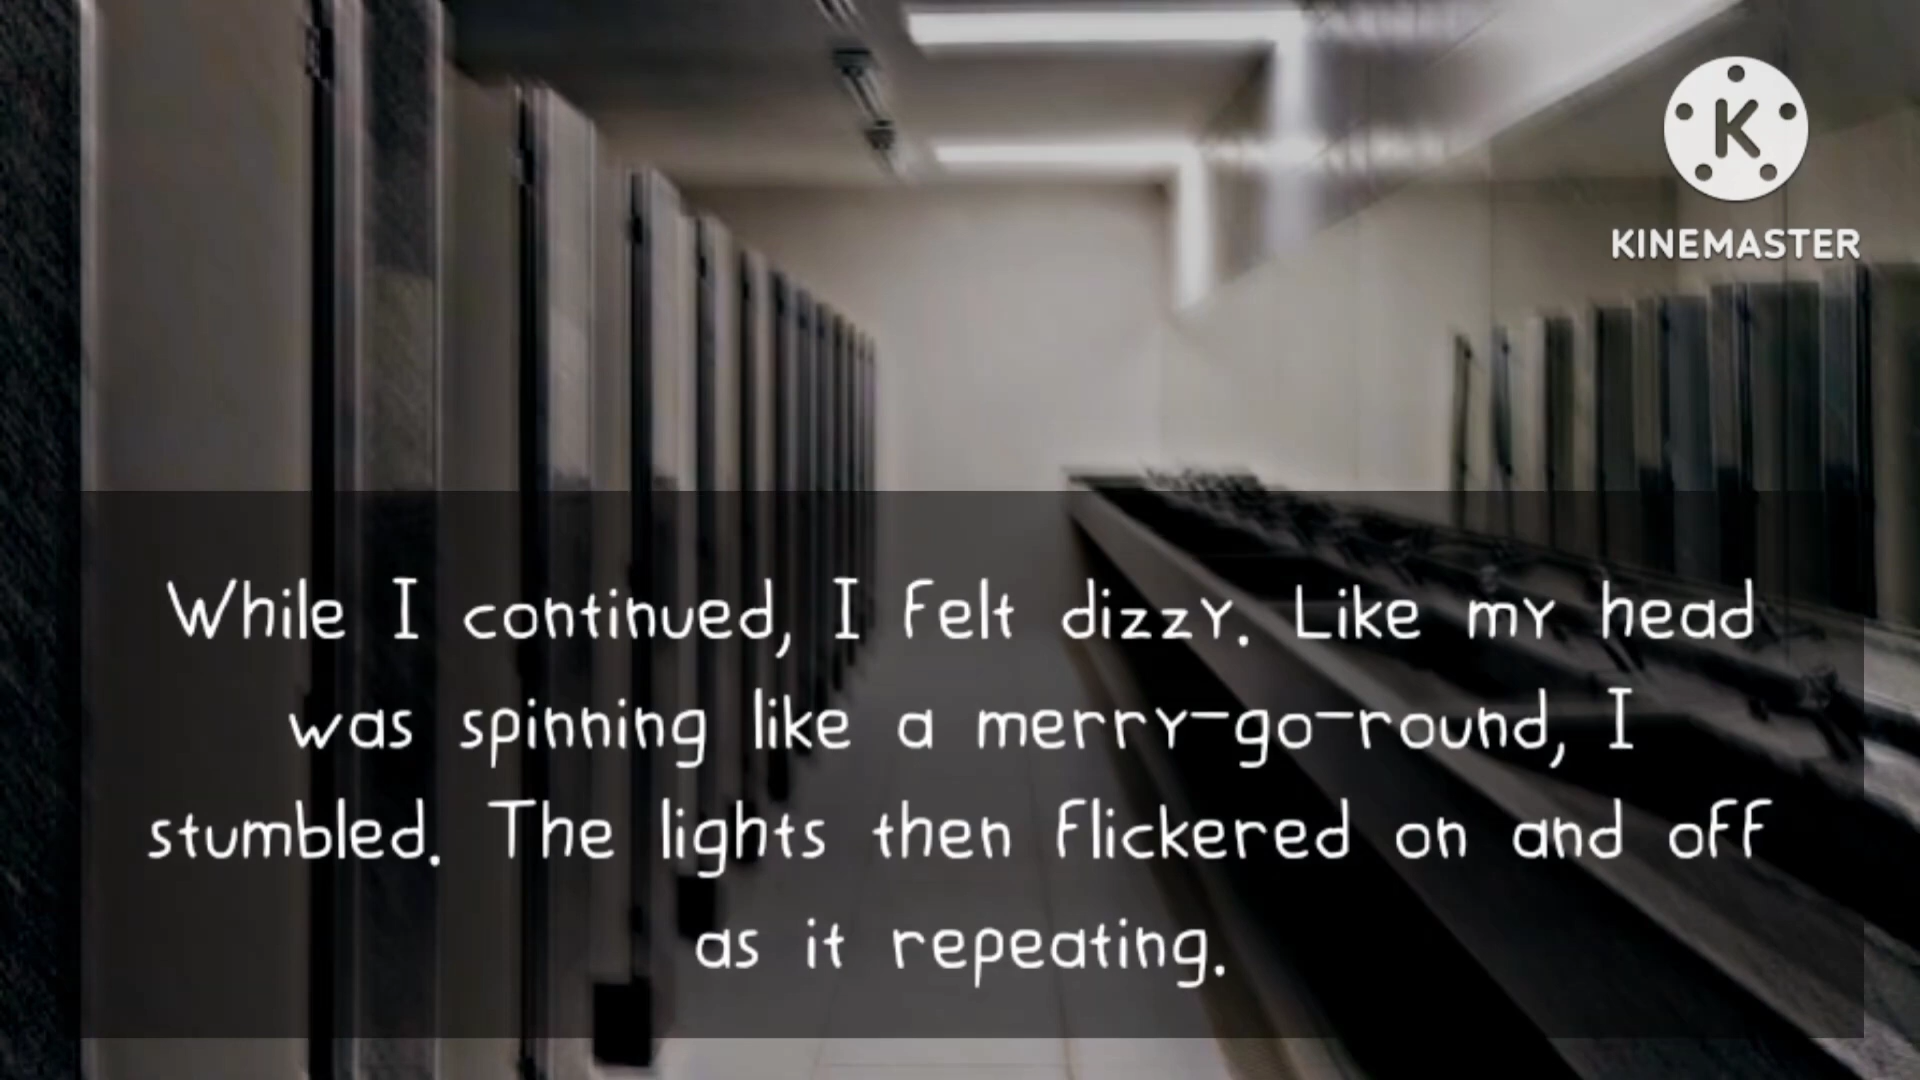 K
KINEMASTER
While I continued, I felt dizzy. Like my head
was spinning like a merry-go-round, I
stumbled. The lights then flickered on and off
as it repeating.